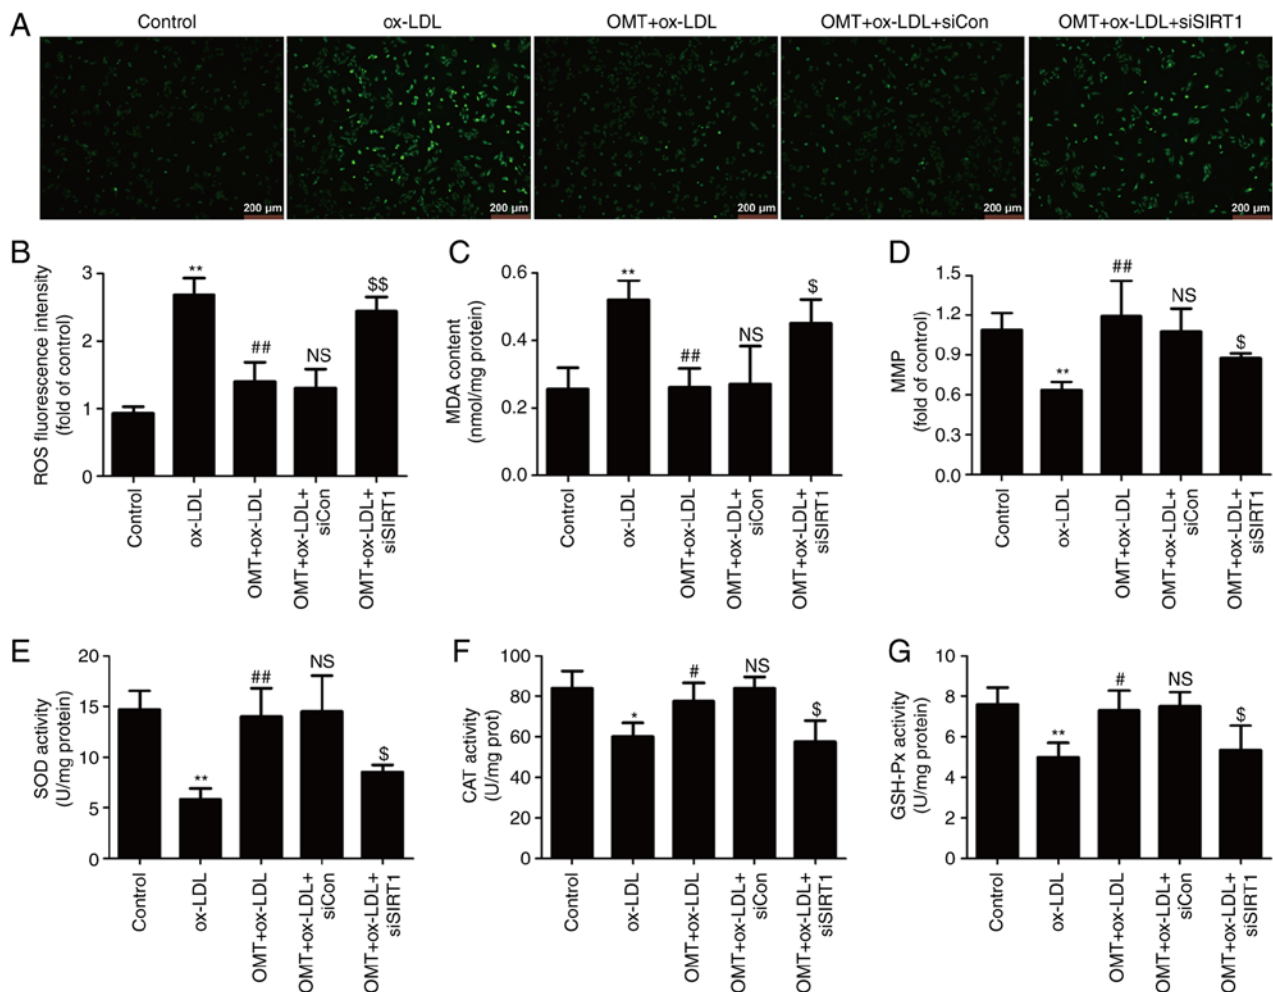 A
Control
ox-LDL
OMT+ox-LDL
OMT+ox-LDL+siCon
OMT+ox-LDL+siSIRT1
200 µm
200 µm
200 µm
200 µm
200 µm
B
ROS fluorescence intensity
(fold of control)
3
2
1
0
**
##
NS
$$
Control
ox-LDL
OMT+ox-LDL
OMT+ox-LDL+
siCon
OMT+ox-LDL+
siSIRT1
C
MDA content
(nmol/mg protein)
0.6
0.4
0.2
0.0
**
##
NS
$
Control
ox-LDL
OMT+ox-LDL
OMT+ox-LDL+
siCon
OMT+ox-LDL+
siSIRT1
D
MMP
(fold of control)
1.5
1.2
0.9
0.6
0.3
0.0
**
##
NS
$
Control
ox-LDL
OMT+ox-LDL
OMT+ox-LDL+
siCon
OMT+ox-LDL+
siSIRT1
E
SOD activity
(U/mg protein)
20
15
10
5
0
**
##
NS
$
Control
ox-LDL
OMT+ox-LDL
OMT+ox-LDL+
siCon
OMT+ox-LDL+
siSIRT1
F
CAT activity
(U/mg prot)
100
80
60
40
20
0
*
#
NS
$
Control
ox-LDL
OMT+ox-LDL
OMT+ox-LDL+
siCon
OMT+ox-LDL+
siSIRT1
G
GSH-Px activity
(U/mg protein)
10
8
6
4
2
0
**
#
NS
$
Control
ox-LDL
OMT+ox-LDL
OMT+ox-LDL+
siCon
OMT+ox-LDL+
siSIRT1